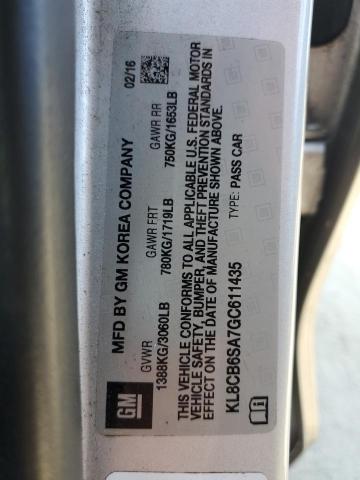 GM
MFD BY GM KOREA COMPANY 02/16
GVWR GAWR FRT GAWR RR
1388KG/3060LB 780KG/1719LB 750KG/1653LB
THIS VEHICLE CONFORMS TO ALL APPLICABLE U.S. FEDERAL MOTOR
VEHICLE SAFETY, BUMPER, AND THEFT PREVENTION STANDARDS IN
EFFECT ON THE DATE OF MANUFACTURE SHOWN ABOVE.
KL8CB6SA7GC611435 TYPE: PASS CAR